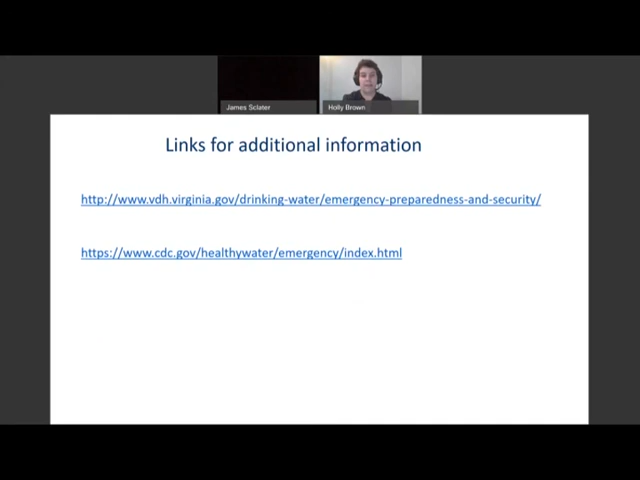 James Sclater
Holly Brown
Links for additional information
http://www.vdh.virginia.gov/drinking-water/emergency-preparedness-and-security/
https://www.cdc.gov/healthywater/emergency/index.html